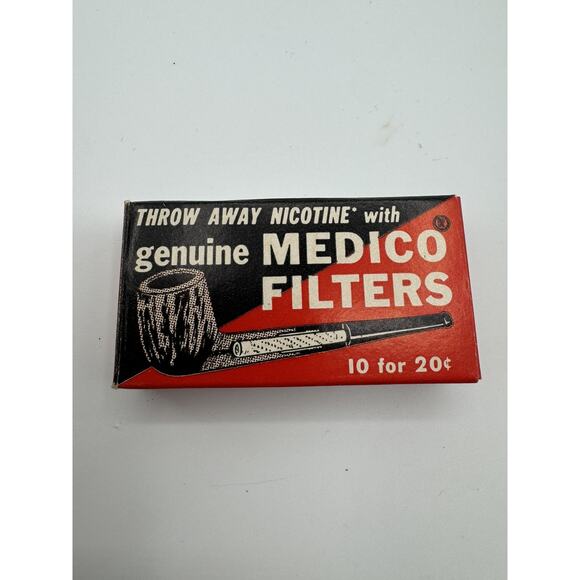 THROW AWAY NICOTINE* with
genuine MEDICO®
FILTERS
10 for 20¢